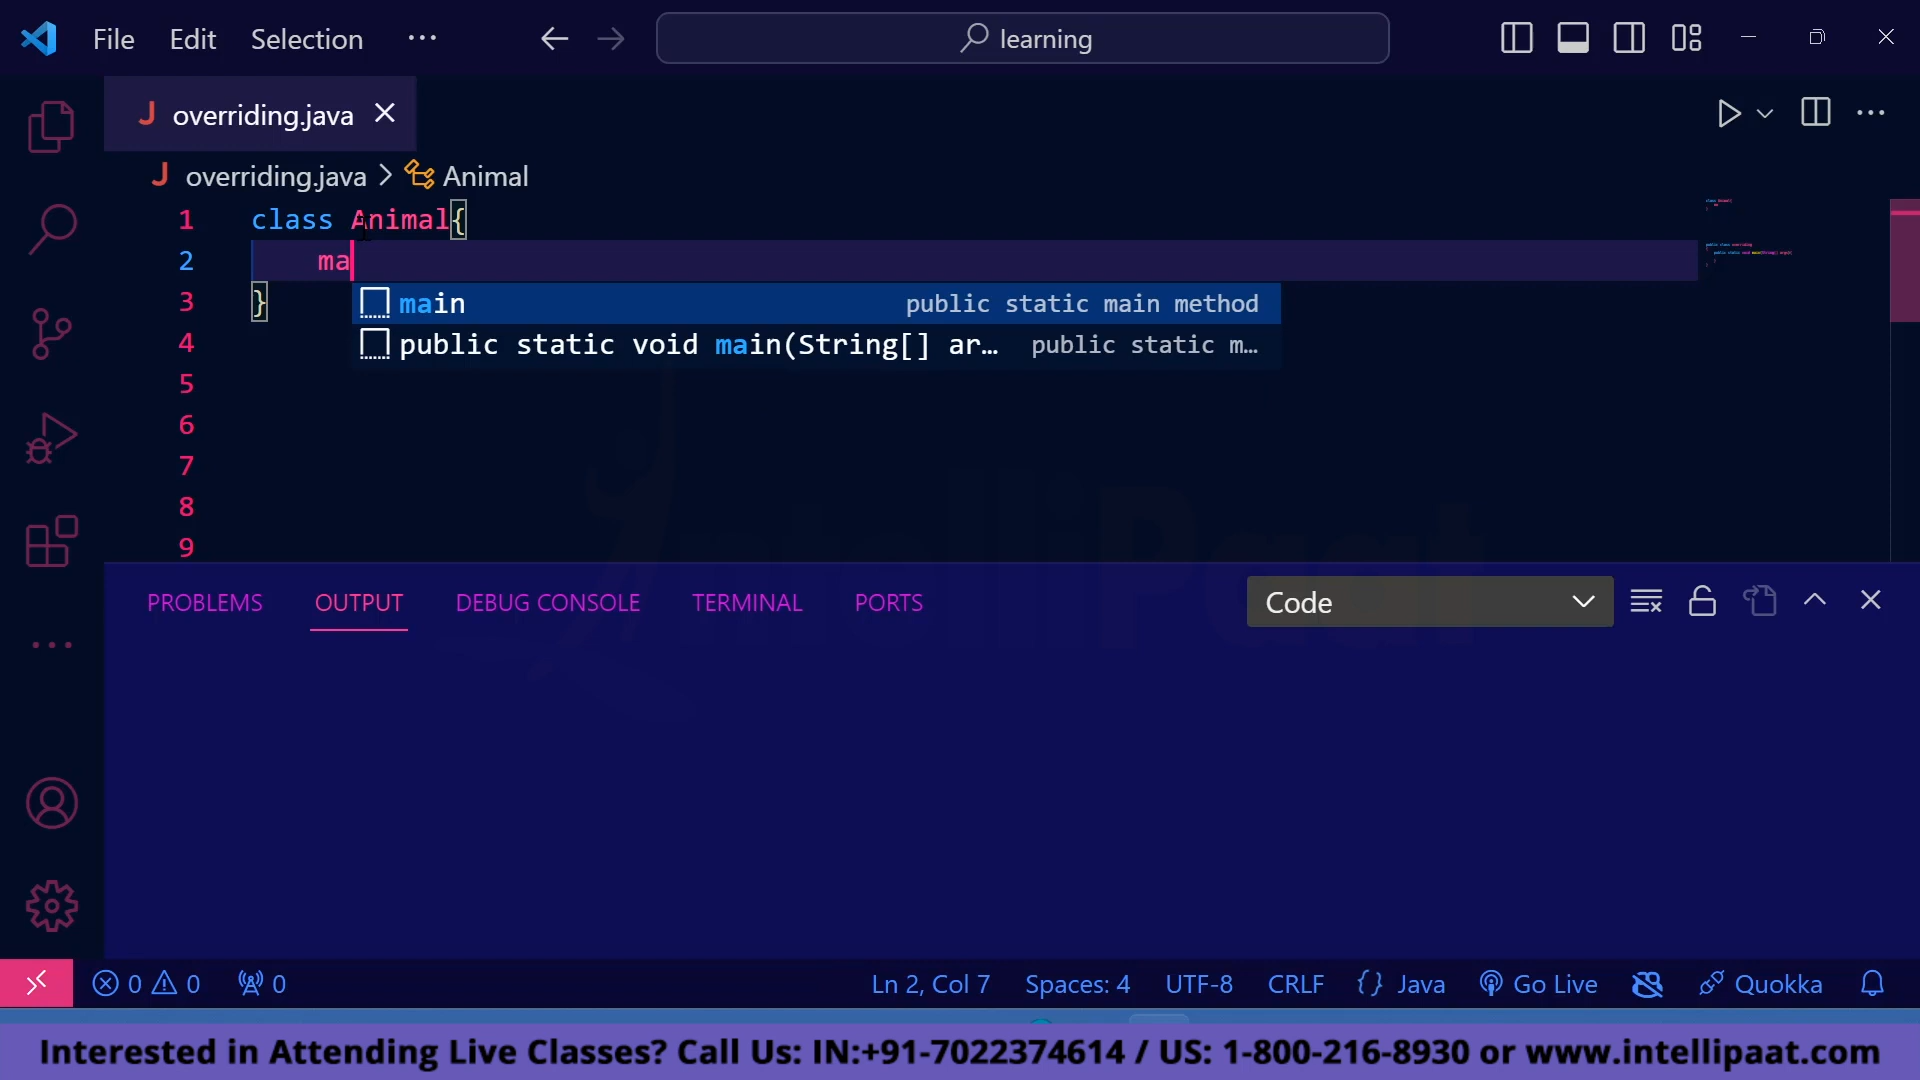 File Edit Selection ··· learning
overriding.java
overriding.java > Animal
1 class Animal{
2 ma
3 }
main public static main method
4
public static void main(String[] ar… public static m…
5
6
7
8
9
IntelliPaat
PROBLEMS OUTPUT DEBUG CONSOLE TERMINAL PORTS Code
0 0 0 Ln 2, Col 7 Spaces: 4 UTF-8 CRLF {} Java Go Live Quokka
Interested in Attending Live Classes? Call Us: IN:+91-7022374614 / US: 1-800-216-8930 or www.intellipaat.com